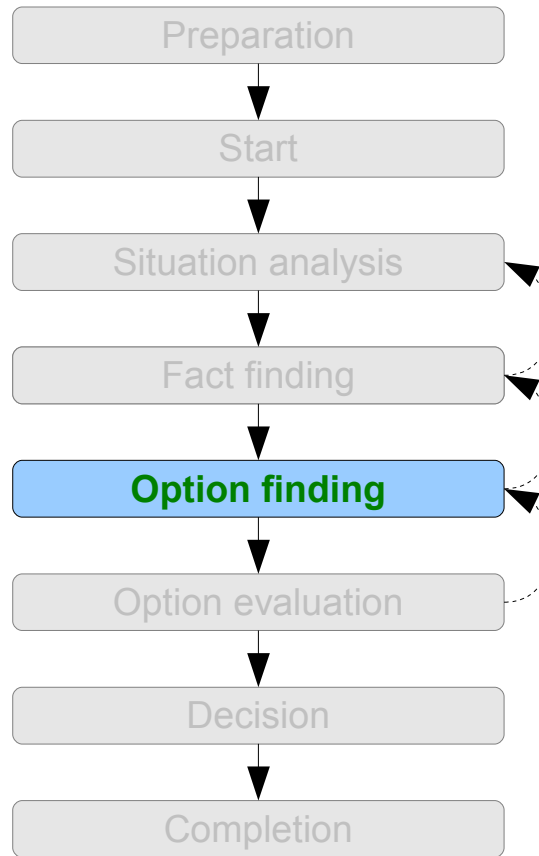 Preparation
Start
Situation analysis
Fact finding
Option finding
Option evaluation
Decision
Completion